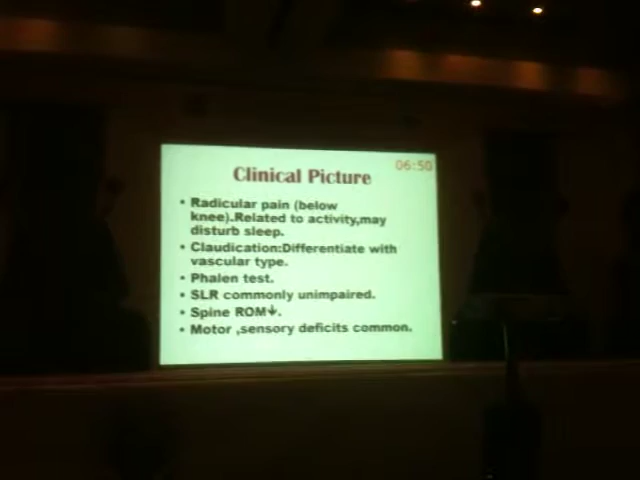 06:50
Clinical Picture
• Radicular pain (below
knee).Related to activity,may
disturb sleep.
• Claudication:Differentiate with
vascular type.
• Phalen test.
• SLR commonly unimpaired.
• Spine ROM↓.
• Motor ,sensory deficits common.